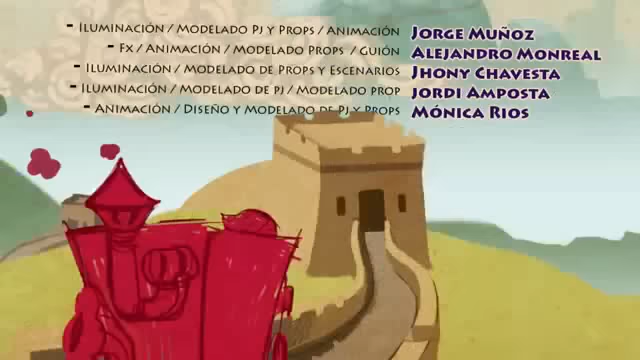 - Iluminación / Modelado Pj y Props / Animación Jorge Muñoz
- Fx / Animación / Modelado Props / Guión Alejandro Monreal
- Iluminación / Modelado de Props y Escenarios Jhony Chavesta
- Iluminación / Modelado de pj / Modelado prop Jordi Amposta
- Animación / Diseño y Modelado de Pj y Props Mónica Rios